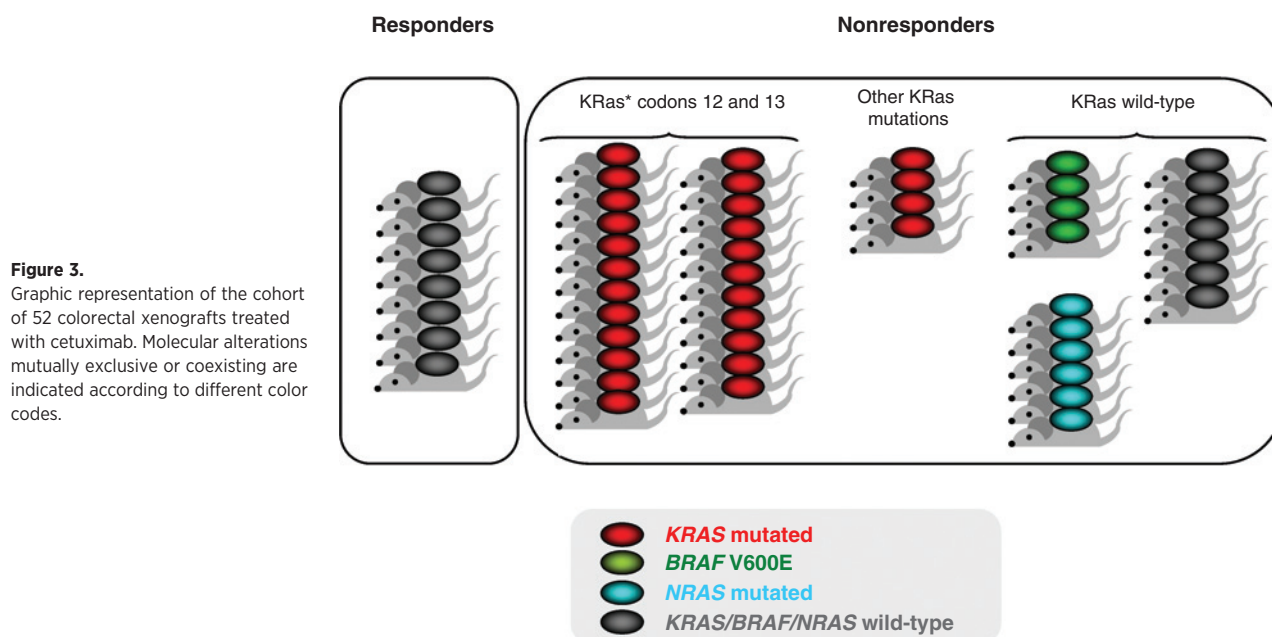 Responders
Nonresponders
KRas* codons 12 and 13
Other KRas
mutations
KRas wild-type
Figure 3.
Graphic representation of the cohort
of 52 colorectal xenografts treated
with cetuximab. Molecular alterations
mutually exclusive or coexisting are
indicated according to different color
codes.
KRAS mutated
BRAF V600E
NRAS mutated
KRAS/BRAF/NRAS wild-type